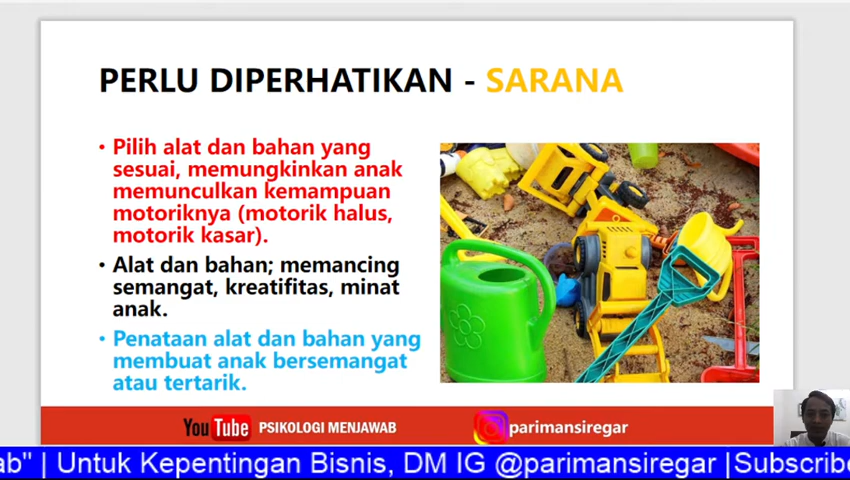 PERLU DIPERHATIKAN - SARANA
• Pilih alat dan bahan yang
sesuai, memungkinkan anak
memunculkan kemampuan
motoriknya (motorik halus,
motorik kasar).
• Alat dan bahan; memancing
semangat, kreatifitas, minat
anak.
• Penataan alat dan bahan yang
membuat anak bersemangat
atau tertarik.
YouTube PSIKOLOGI MENJAWAB
parimansiregar
ab" | Untuk Kepentingan Bisnis, DM IG @parimansiregar |Subscribe